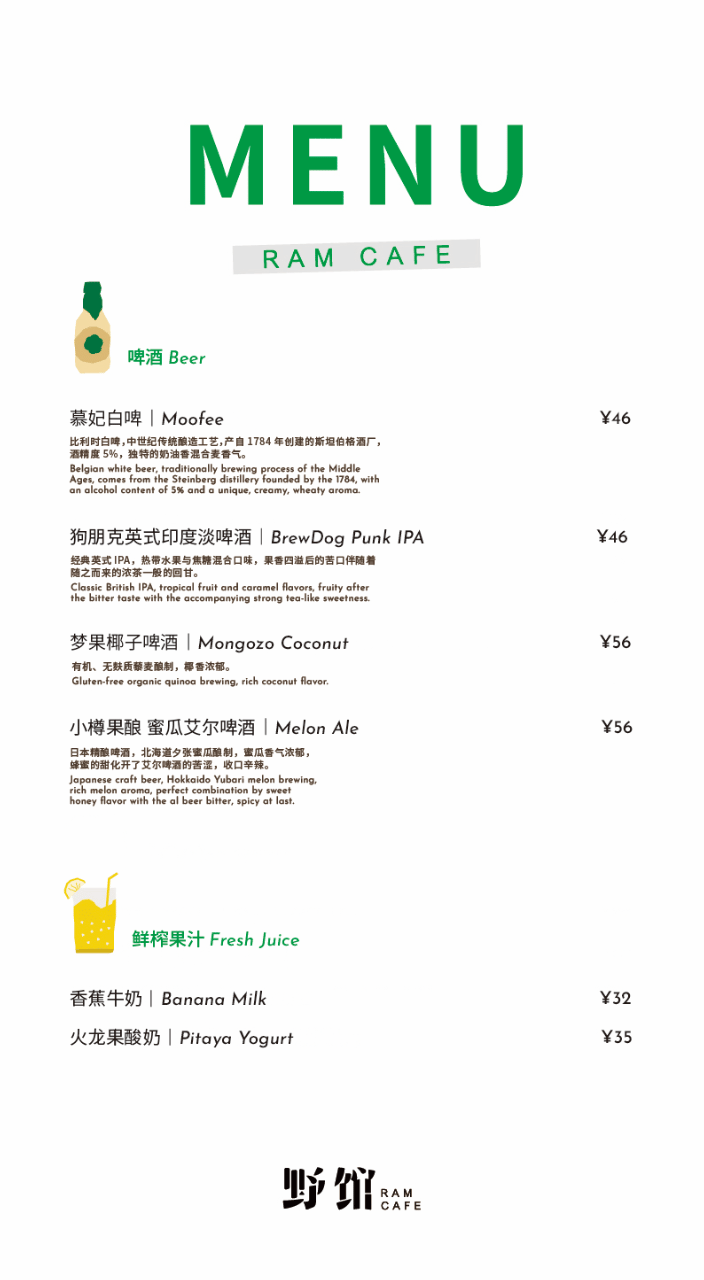 MENU
RAM CAFE
啤酒 Beer
慕妃白啤｜Moofee ¥46
比利时白啤，中世纪传统酿造工艺，产自 1784 年创建的斯坦伯格酒厂，
酒精度 5%，独特的奶油香混合麦香气。
Belgian white beer, traditionally brewing process of the Middle
Ages, comes from the Steinberg distillery founded by the 1784, with
an alcohol content of 5% and a unique, creamy, wheaty aroma.
狗朋克英式印度淡啤酒｜BrewDog Punk IPA ¥46
经典英式 IPA，热带水果与焦糖混合口味，果香四溢后的苦口伴随着
随之而来的浓茶一般的回甘。
Classic British IPA, tropical fruit and caramel flavors, fruity after
the bitter taste with the accompanying strong tea-like sweetness.
梦果椰子啤酒｜Mongozo Coconut ¥56
有机、无麸质藜麦酿制，椰香浓郁。
Gluten-free organic quinoa brewing, rich coconut flavor.
小樽果酿 蜜瓜艾尔啤酒｜Melon Ale ¥56
日本精酿啤酒，北海道夕张蜜瓜酿制，蜜瓜香气浓郁，
蜂蜜的甜化开了艾尔啤酒的苦涩，收口辛辣。
Japanese craft beer, Hokkaido Yubari melon brewing,
rich melon aroma, perfect combination by sweet
honey flavor with the al beer bitter, spicy at last.
鲜榨果汁 Fresh Juice
香蕉牛奶｜Banana Milk ¥32
火龙果酸奶｜Pitaya Yogurt ¥35
野馆 RAM
CAFE